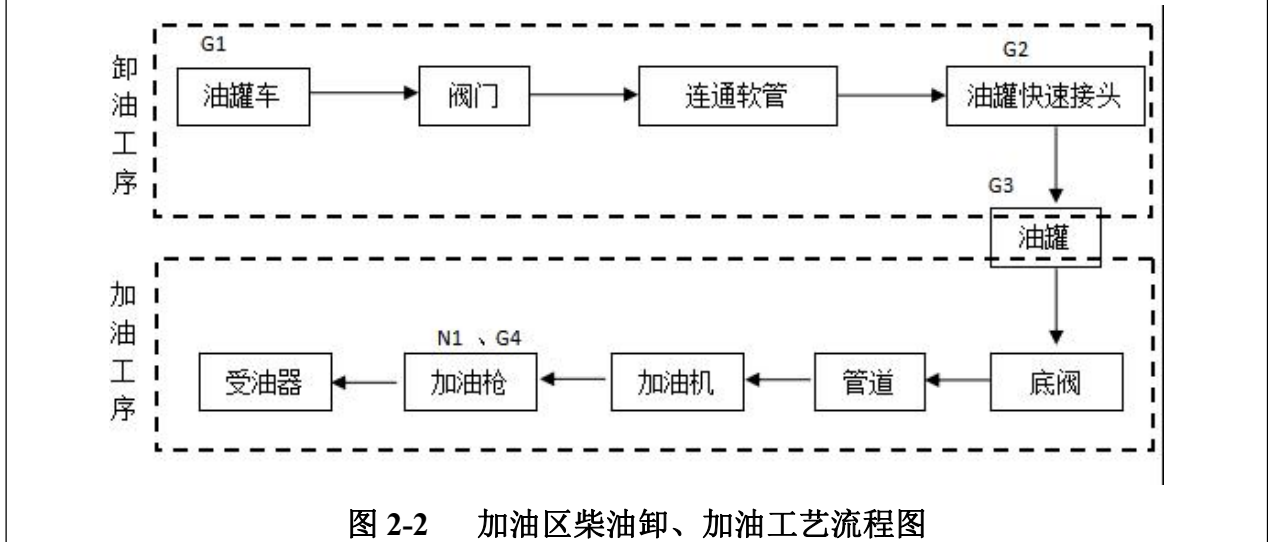 卸油工序
G1
G2
油罐车
阀门
连通软管
油罐快速接头
G3
油罐
加油工序
N1 、G4
受油器
加油枪
加油机
管道
底阀
图 2-2 加油区柴油卸、加油工艺流程图